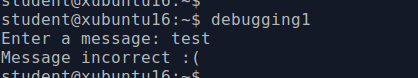 student@xubuntu16:~$
student@xubuntu16:~$ debugging1
Enter a message: test
Message incorrect :(
student@xubuntu16:~$